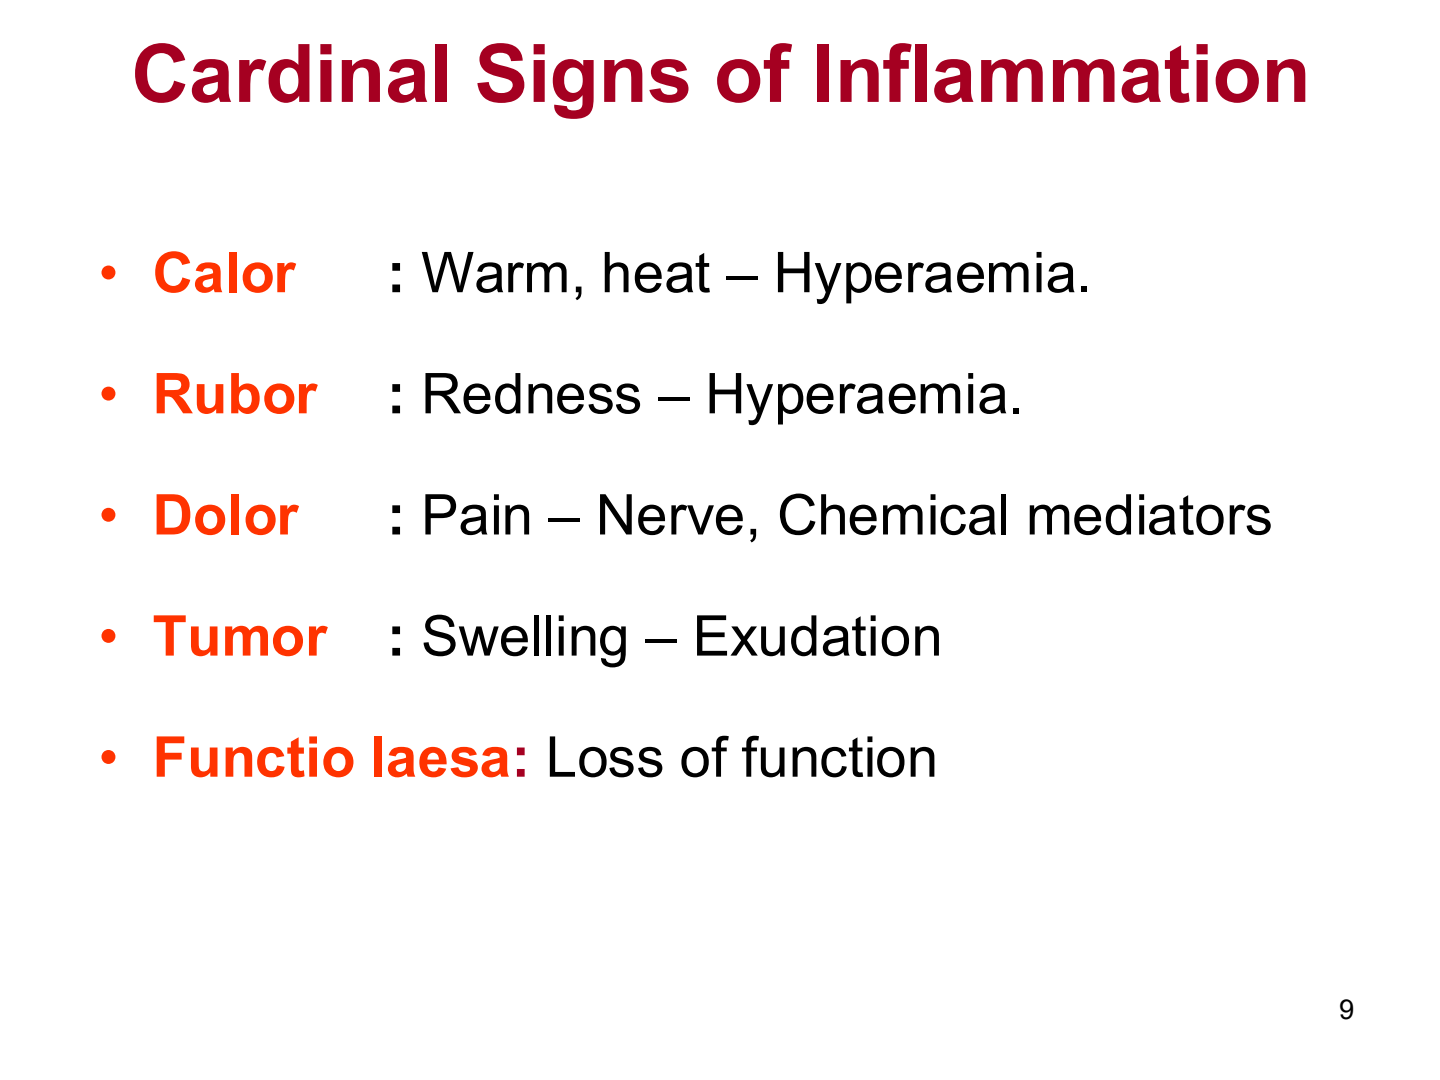 Cardinal Signs of Inflammation
• Calor : Warm, heat – Hyperaemia.
• Rubor : Redness – Hyperaemia.
• Dolor : Pain – Nerve, Chemical mediators
• Tumor : Swelling – Exudation
• Functio laesa: Loss of function
9